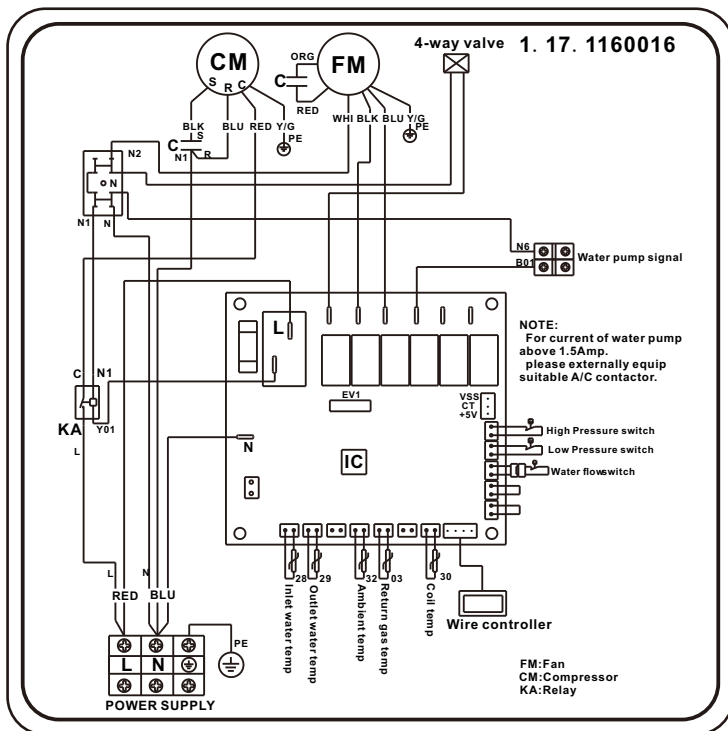 4-way valve 1. 17. 1160016
CM
S R C
ORG
C
FM
RED
BLK BLU RED Y/G
S
PE
C
N1 R
WHI BLK BLU Y/G
PE
N2
N
N1 N
N6
B01
Water pump signal
L
NOTE:
For current of water pump
above 1.5Amp.
please externally equip
suitable A/C contactor.
C N1
KA
Y01
L
EV1
VSS
CT
+5V
High Pressure switch
Low Pressure switch
Water flowswitch
N
IC
28 29 32 03 30
Inlet water temp
Outlet water temp
Ambient temp
Return gas temp
Coil temp
Wire controller
L N
RED BLU
PE
L N
POWER SUPPLY
FM:Fan
CM:Compressor
KA:Relay